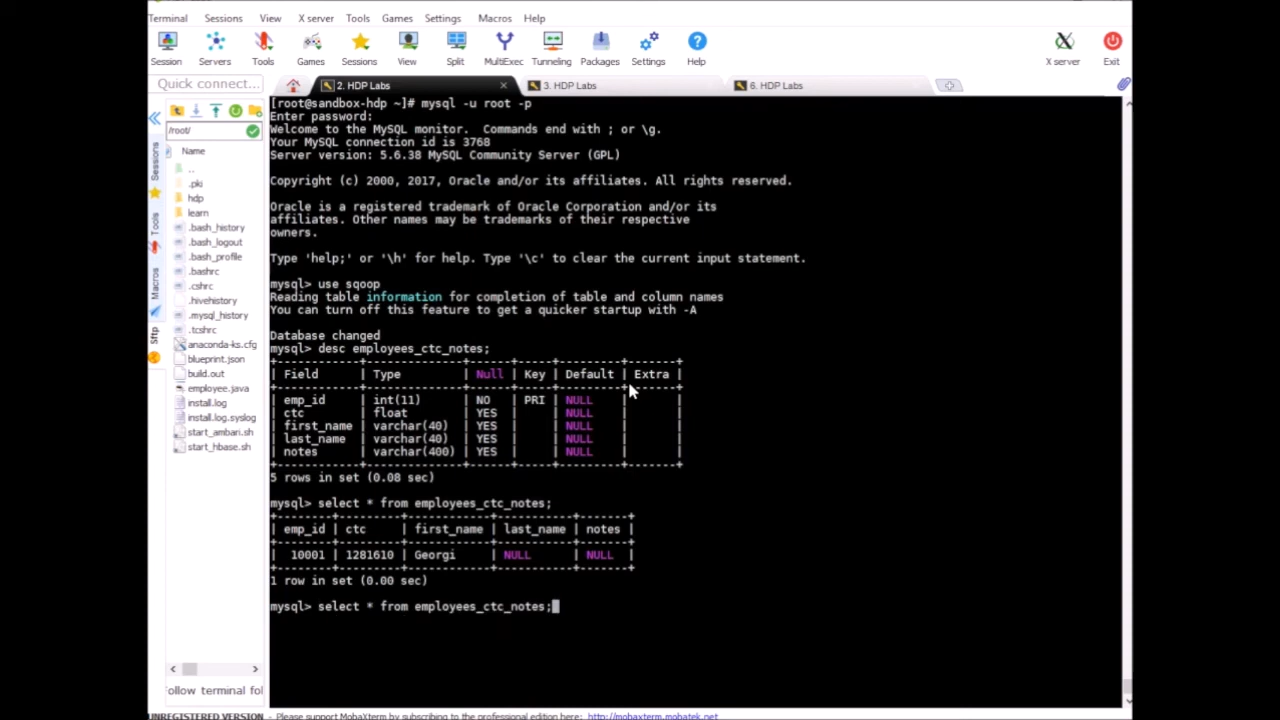 Terminal Sessions View X server Tools Games Settings Macros Help
Session Servers Tools Games Sessions View Split MultiExec Tunneling Packages Settings Help X server Exit
Quick connect...
2. HDP Labs
3. HDP Labs
6. HDP Labs
/root/
Name
..
.pki
hdp
learn
.bash_history
.bash_logout
.bash_profile
.bashrc
.cshrc
.hivehistory
.mysql_history
.tcshrc
anaconda-ks.cfg
blueprint.json
build.out
employee.java
install.log
install.log.syslog
start_ambari.sh
start_hbase.sh
Sessions
Tools
Macros
Sftp
Follow terminal fol
[root@sandbox-hdp ~]# mysql -u root -p
Enter password:
Welcome to the MySQL monitor.  Commands end with ; or \g.
Your MySQL connection id is 3768
Server version: 5.6.38 MySQL Community Server (GPL)
Copyright (c) 2000, 2017, Oracle and/or its affiliates. All rights reserved.
Oracle is a registered trademark of Oracle Corporation and/or its
affiliates. Other names may be trademarks of their respective
owners.
Type 'help;' or '\h' for help. Type '\c' to clear the current input statement.
mysql> use sqoop
Reading table information for completion of table and column names
You can turn off this feature to get a quicker startup with -A
Database changed
mysql> desc employees_ctc_notes;
+------------+--------------+------+-----+---------+-------+
| Field      | Type         | Null | Key | Default | Extra |
+------------+--------------+------+-----+---------+-------+
| emp_id     | int(11)      | NO   | PRI | NULL    |       |
| ctc        | float        | YES  |     | NULL    |       |
| first_name | varchar(40)  | YES  |     | NULL    |       |
| last_name  | varchar(40)  | YES  |     | NULL    |       |
| notes      | varchar(400) | YES  |     | NULL    |       |
+------------+--------------+------+-----+---------+-------+
5 rows in set (0.08 sec)
mysql> select * from employees_ctc_notes;
+--------+---------+------------+-----------+-------+
| emp_id | ctc     | first_name | last_name | notes |
+--------+---------+------------+-----------+-------+
|  10001 | 1281610 | Georgi     | NULL      | NULL  |
+--------+---------+------------+-----------+-------+
1 row in set (0.00 sec)
mysql> select * from employees_ctc_notes;
UNREGISTERED VERSION - Please support MobaXterm by subscribing to the professional edition here: http://mobaxterm.mobatek.net